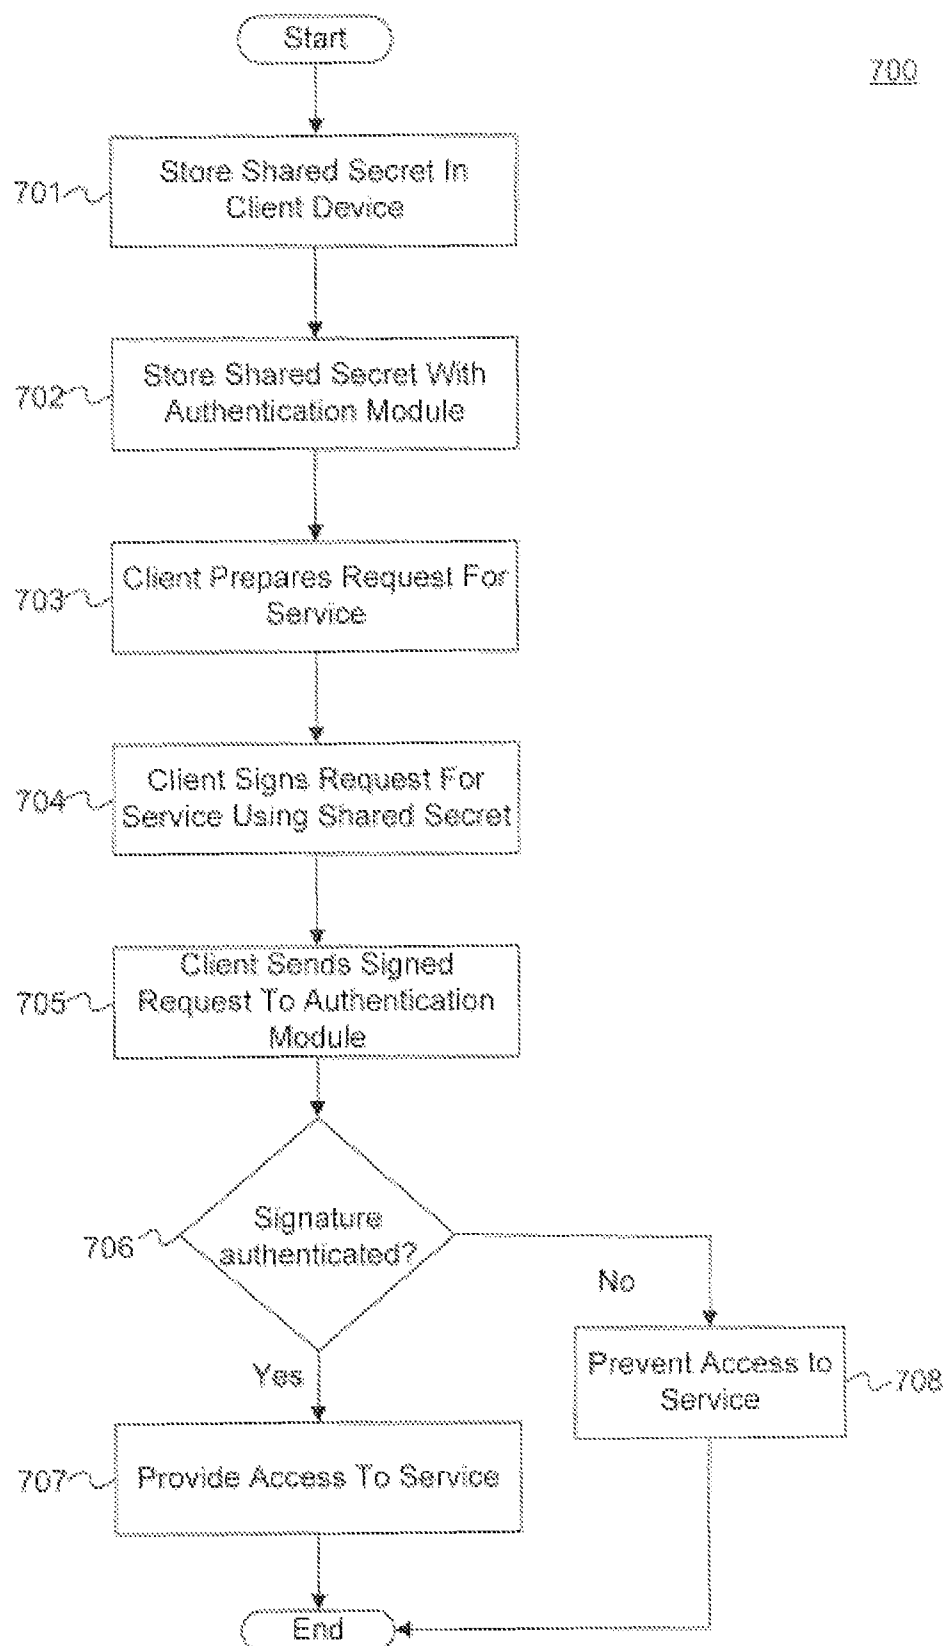 Start
700
701
Store Shared Secret In
Client Device
702
Store Shared Secret With
Authentication Module
703
Client Prepares Request For
Service
704
Client Signs Request For
Service Using Shared Secret
705
Client Sends Signed
Request To Authentication
Module
706
Signature
authenticated?
No
Yes
Prevent Access to
Service
708
707
Provide Access To Service
End